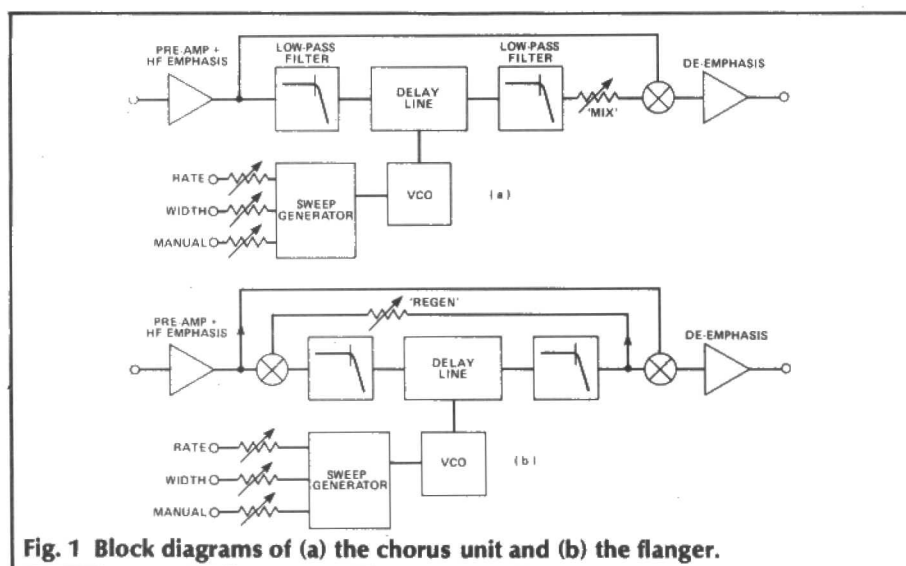 PRE-AMP +
HF EMPHASIS
LOW-PASS
FILTER
LOW-PASS
FILTER
DE-EMPHASIS
DELAY
LINE
'MIX'
RATE
WIDTH
MANUAL
SWEEP
GENERATOR
VCO
(a)
PRE-AMP +
HF EMPHASIS
'REGEN'
DE-EMPHASIS
DELAY
LINE
RATE
WIDTH
MANUAL
SWEEP
GENERATOR
VCO
(b)
Fig. 1 Block diagrams of (a) the chorus unit and (b) the flanger.